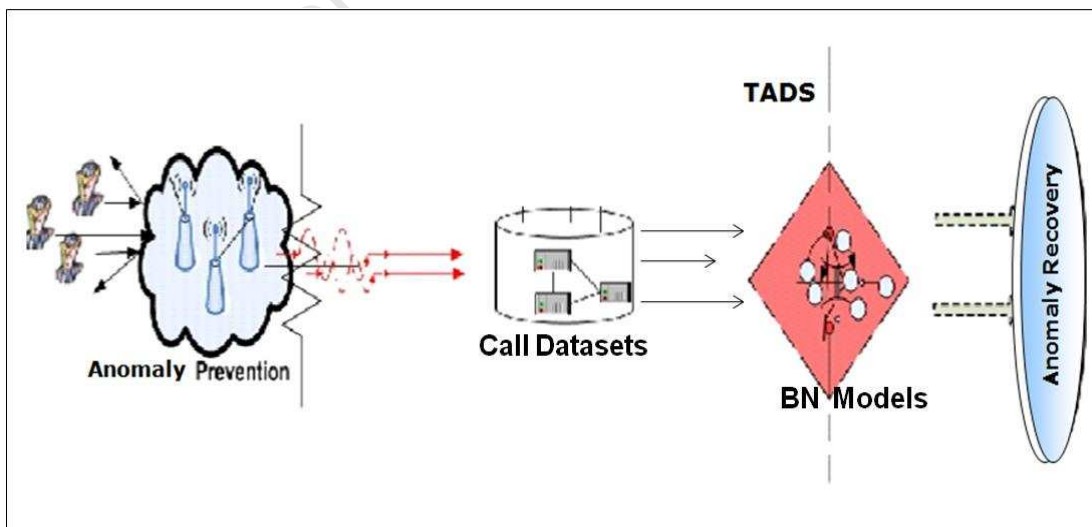 TADS
Anomaly Prevention
Call Datasets
BN Models
Anomaly Recovery